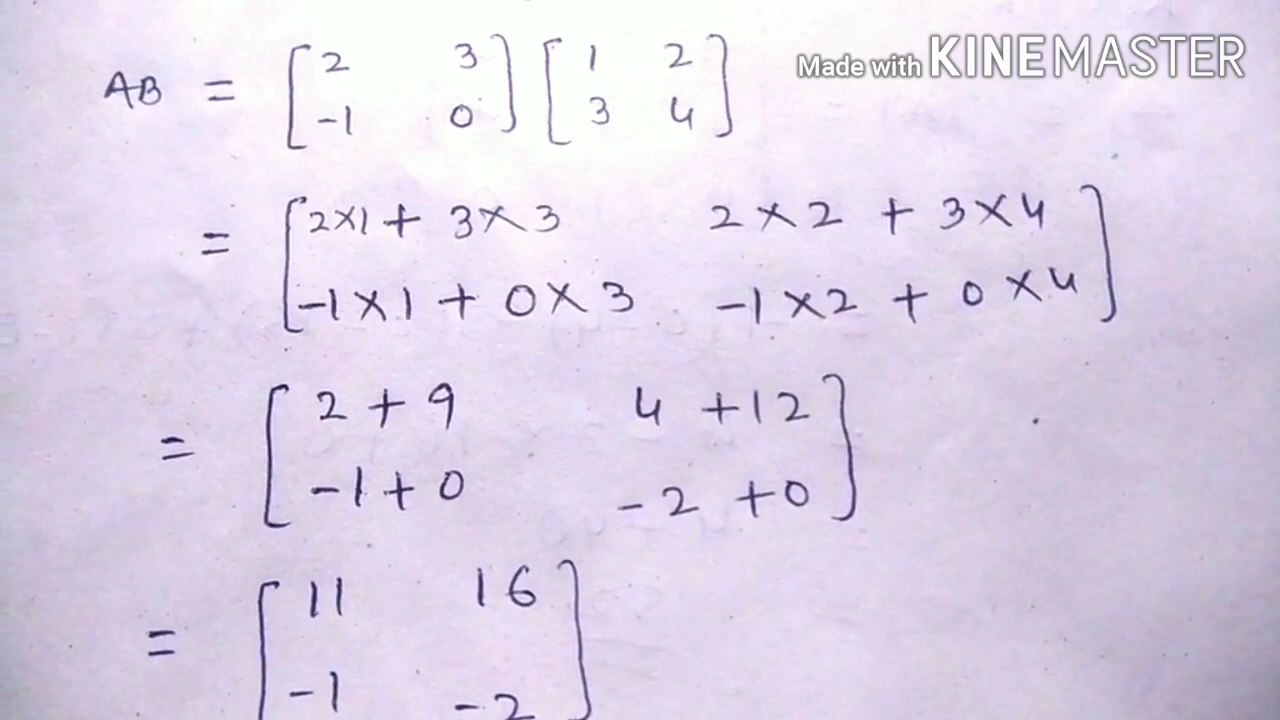 Made with KINEMASTER
AB = [2 3] [1 2]
[-1 0] [3 4]
= [2×1 + 3×3 2×2 + 3×4]
[-1×1 + 0×3 -1×2 + 0×4]
= [2+9 4+12]
[-1+0 -2+0]
= [11 16]
[-1 -2]